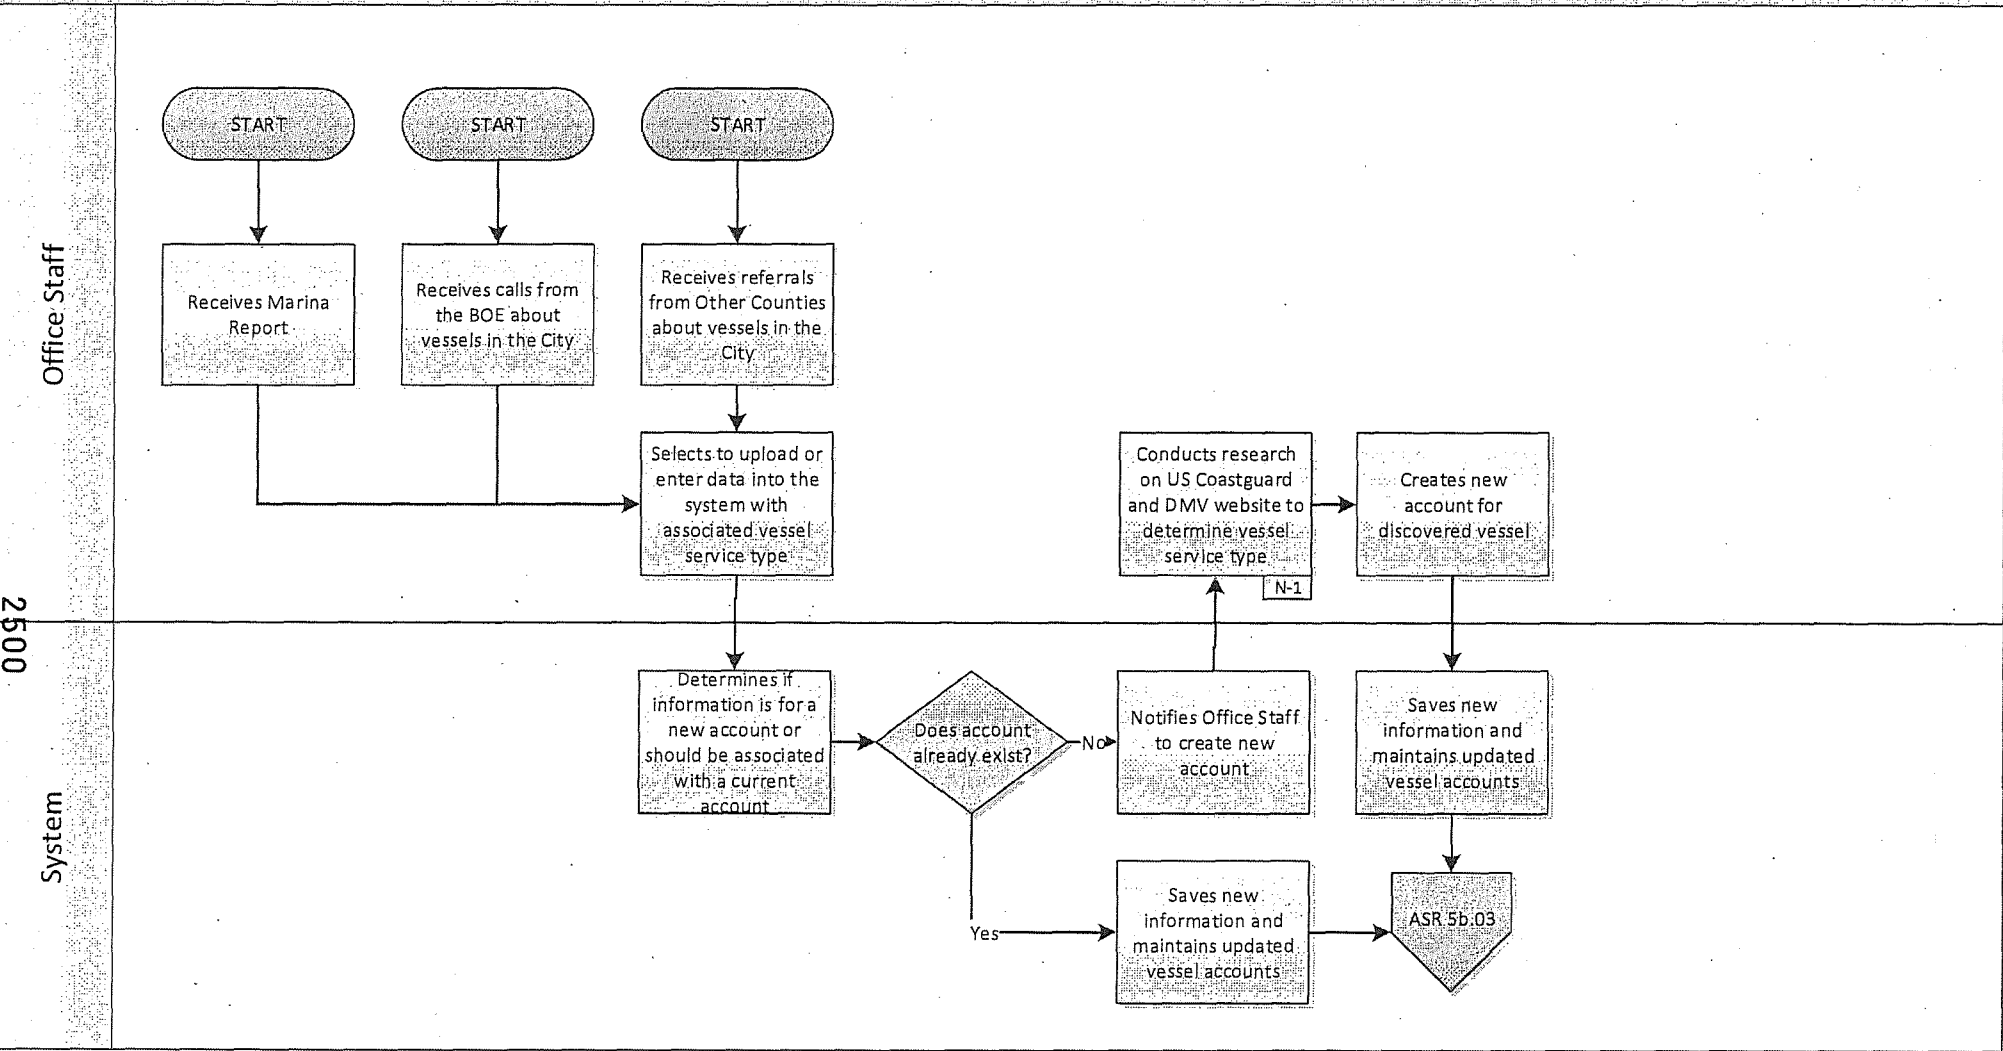 START
START
START
Office Staff
Receives Marina
Report
Receives calls from
the BOE about
vessels in the City
Receives referrals
from Other Counties
about vessels in the
City
Selects to upload or
enter data into the
system with
associated vessel
service type
Conducts research
on US Coastguard
and DMV website to
determine vessel
service type
N-1
Creates new
account for
discovered vessel
2500
System
Determines if
information is for a
new account or
should be associated
with a current
account
Does account
already exist?
No
Notifies Office Staff
to create new
account
Saves new
information and
maintains updated
vessel accounts
Yes
Saves new
information and
maintains updated
vessel accounts
ASR.5b.03